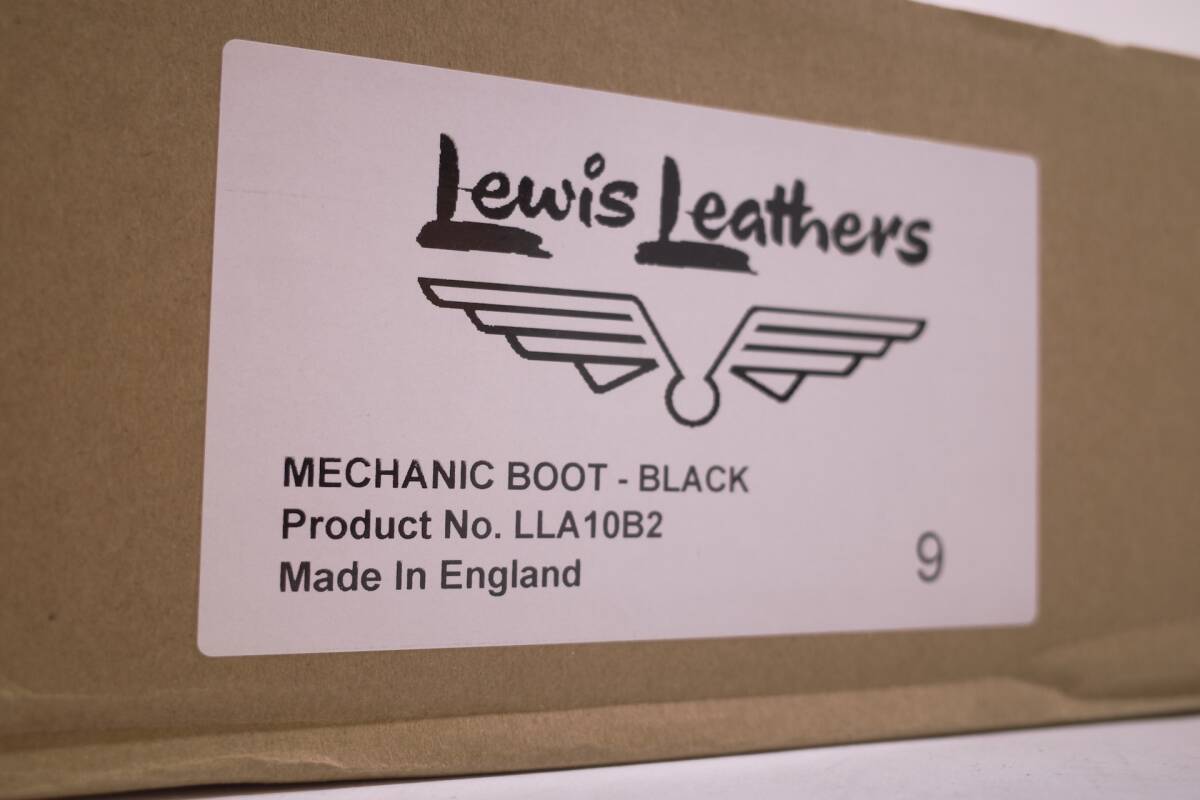 Lewis Leathers
MECHANIC BOOT - BLACK
Product No. LLA10B2
Made In England
9